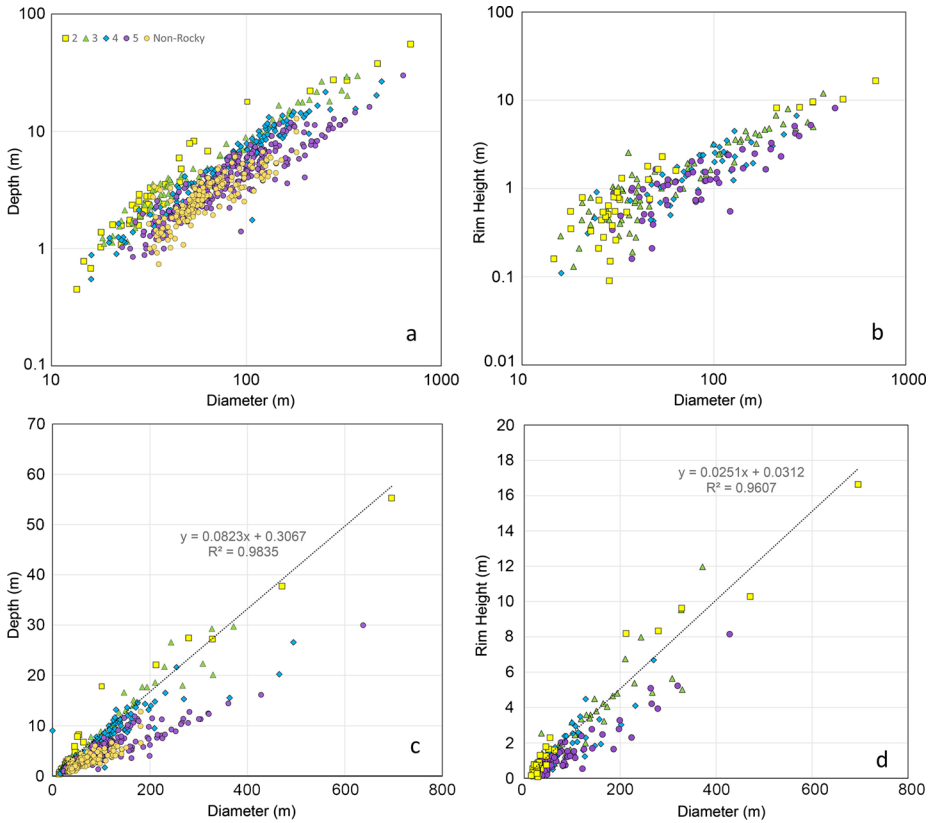 100
10
1
0.1
10
100
1000
Depth (m)
Diameter (m)
2 3 4 5 Non-Rocky
a
100
10
1
0.1
0.01
10
100
1000
Rim Height (m)
Diameter (m)
b
70
60
50
40
30
20
10
0
0
200
400
600
800
Depth (m)
Diameter (m)
y = 0.0823x + 0.3067
R² = 0.9835
c
20
18
16
14
12
10
8
6
4
2
0
0
200
400
600
800
Rim Height (m)
Diameter (m)
y = 0.0251x + 0.0312
R² = 0.9607
d